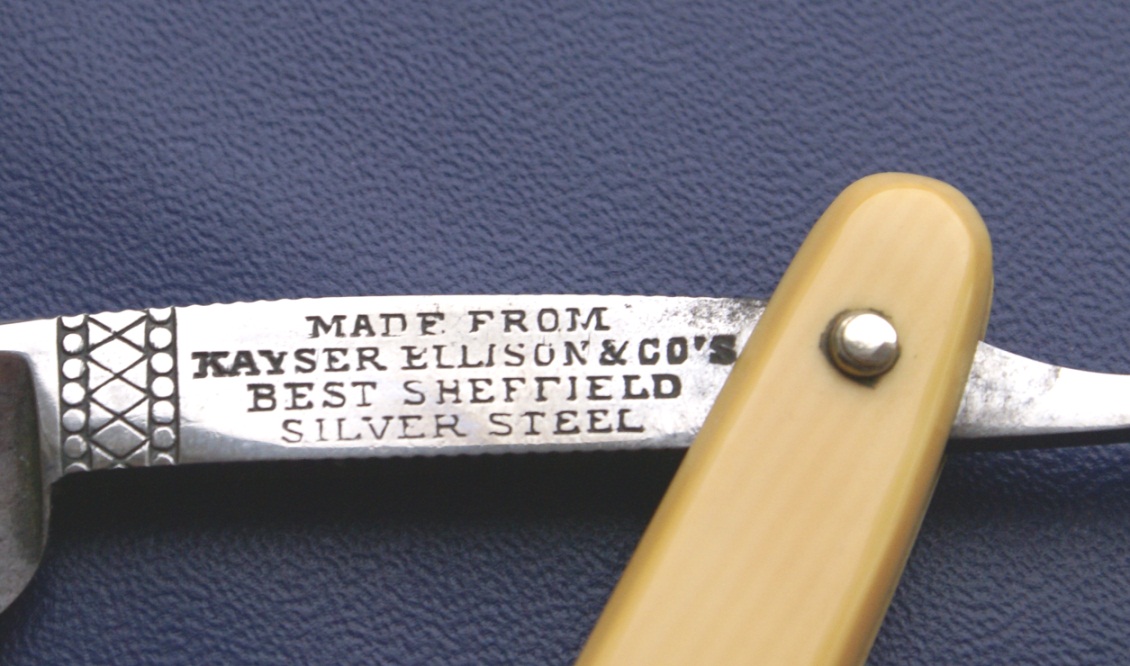 MADE FROM
KAYSER ELLISON & CO'S
BEST SHEFFIELD
SILVER STEEL